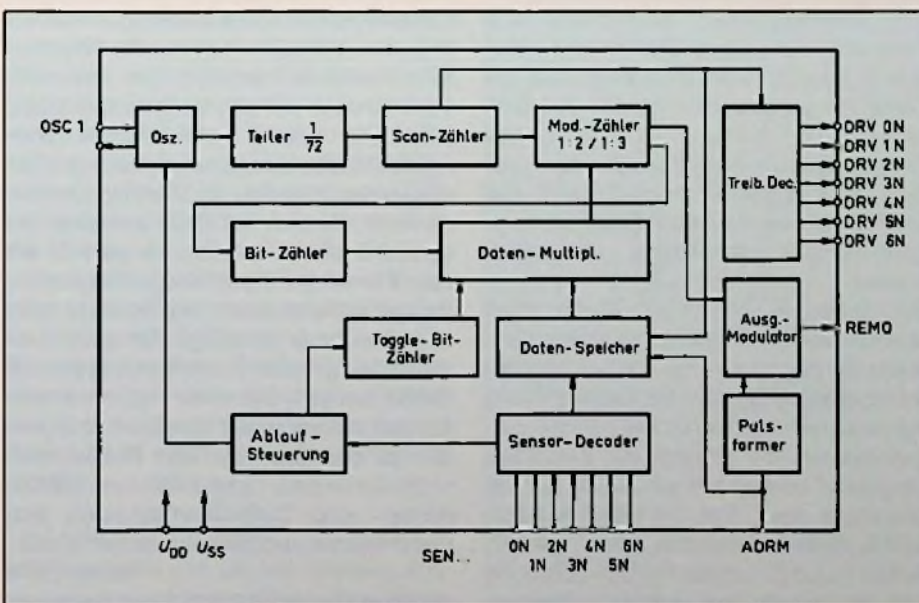 OSC 1
Osz.
Teiler 1/72
Scan-Zähler
Mod.-Zähler
1:2 / 1:3
Treib. Dec.
DRV 0N
DRV 1N
DRV 2N
DRV 3N
DRV 4N
DRV 5N
DRV 6N
Bit-Zähler
Daten-Multipl.
Toggle-Bit-
Zähler
Daten-Speicher
Ausg.-
Modulator
REMO
Ablauf-
Steuerung
Sensor-Decoder
Puls-
former
UDD
USS
SEN...
0N 2N 4N 6N
1N 3N 5N
ADRM